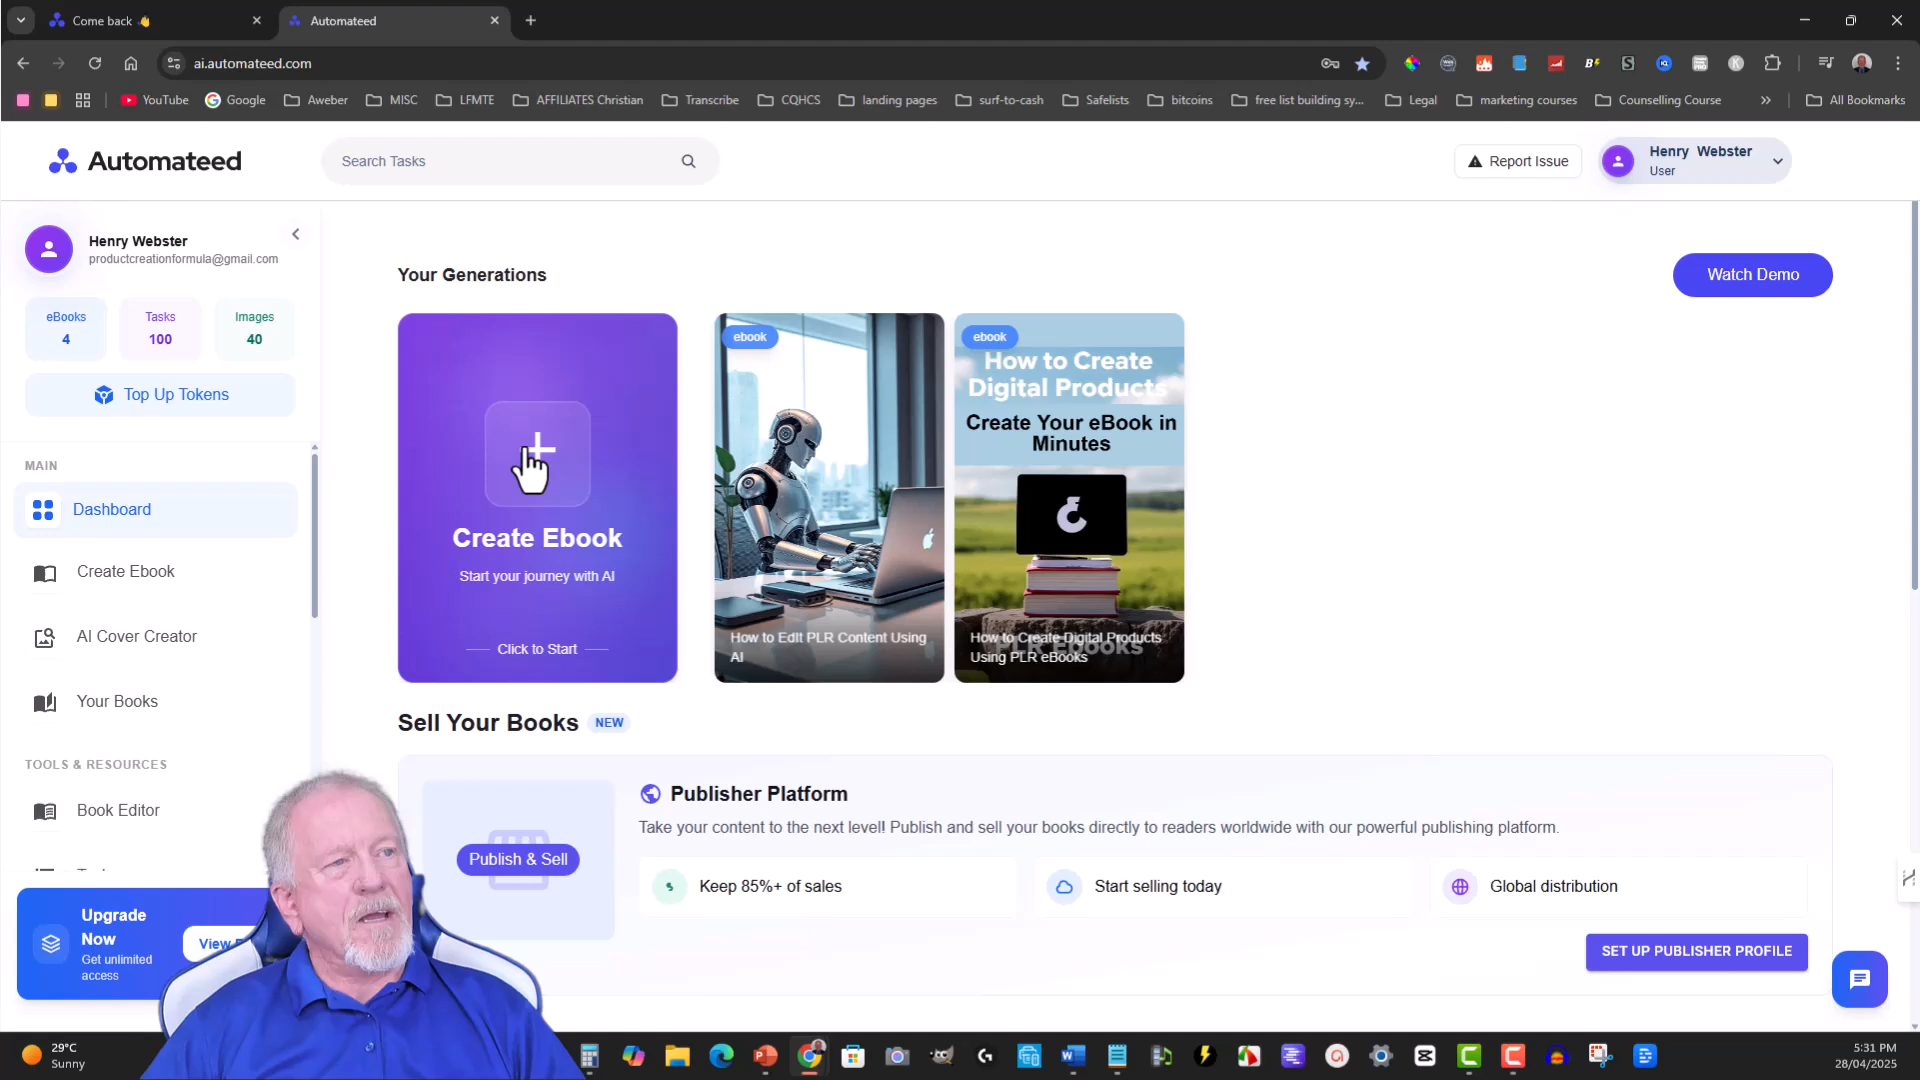 Come back 👋
Automateed
ai.automateed.com
YouTube
Google
Aweber
MISC
LFMTE
AFFILIATES Christian
Transcribe
CQHCS
landing pages
surf-to-cash
Safelists
bitcoins
free list building sy...
Legal
marketing courses
Counselling Course
All Bookmarks
Automateed
Search Tasks
Report Issue
Henry Webster
User
Henry Webster
productcreationformula@gmail.com
eBooks
4
Tasks
100
Images
40
Top Up Tokens
MAIN
Dashboard
Create Ebook
AI Cover Creator
Your Books
TOOLS & RESOURCES
Book Editor
Upgrade
Now
Get unlimited
access
View
Your Generations
Watch Demo
Create Ebook
Start your journey with AI
Click to Start
ebook
How to Edit PLR Content Using
AI
ebook
How to Create
Digital Products
Create Your eBook in
Minutes
PLR Ebooks
How to Create Digital Products
Using PLR eBooks
Sell Your Books
NEW
Publish & Sell
Publisher Platform
Take your content to the next level! Publish and sell your books directly to readers worldwide with our powerful publishing platform.
Keep 85%+ of sales
Start selling today
Global distribution
SET UP PUBLISHER PROFILE
29°C
Sunny
5:31 PM
28/04/2025